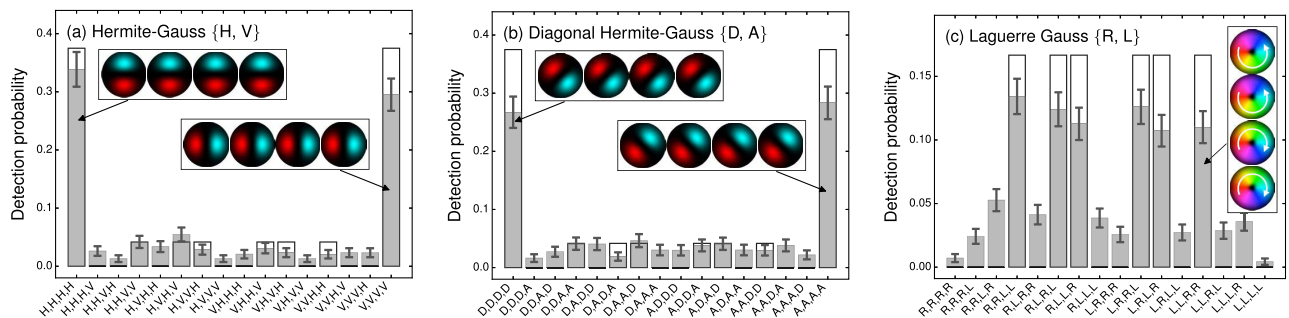 (a) Hermite-Gauss {H, V}
Detection probability
0.4
0.3
0.2
0.1
0.0
H,H,H,H
H,H,H,V
H,H,V,H
H,H,V,V
H,V,H,H
H,V,H,V
H,V,V,H
H,V,V,V
V,H,H,H
V,H,H,V
V,H,V,H
V,H,V,V
V,V,H,H
V,V,H,V
V,V,V,H
V,V,V,V
(b) Diagonal Hermite-Gauss {D, A}
Detection probability
0.4
0.3
0.2
0.1
0.0
D,D,D,D
D,D,D,A
D,D,A,D
D,D,A,A
D,A,D,D
D,A,D,A
D,A,A,D
D,A,A,A
A,D,D,D
A,D,D,A
A,D,A,D
A,D,A,A
A,A,D,D
A,A,D,A
A,A,A,D
A,A,A,A
(c) Laguerre Gauss {R, L}
Detection probability
0.15
0.10
0.05
0.00
R,R,R,R
R,R,R,L
R,R,L,R
R,R,L,L
R,L,R,R
R,L,R,L
R,L,L,R
R,L,L,L
L,R,R,R
L,R,R,L
L,R,L,R
L,R,L,L
L,L,R,R
L,L,R,L
L,L,L,R
L,L,L,L